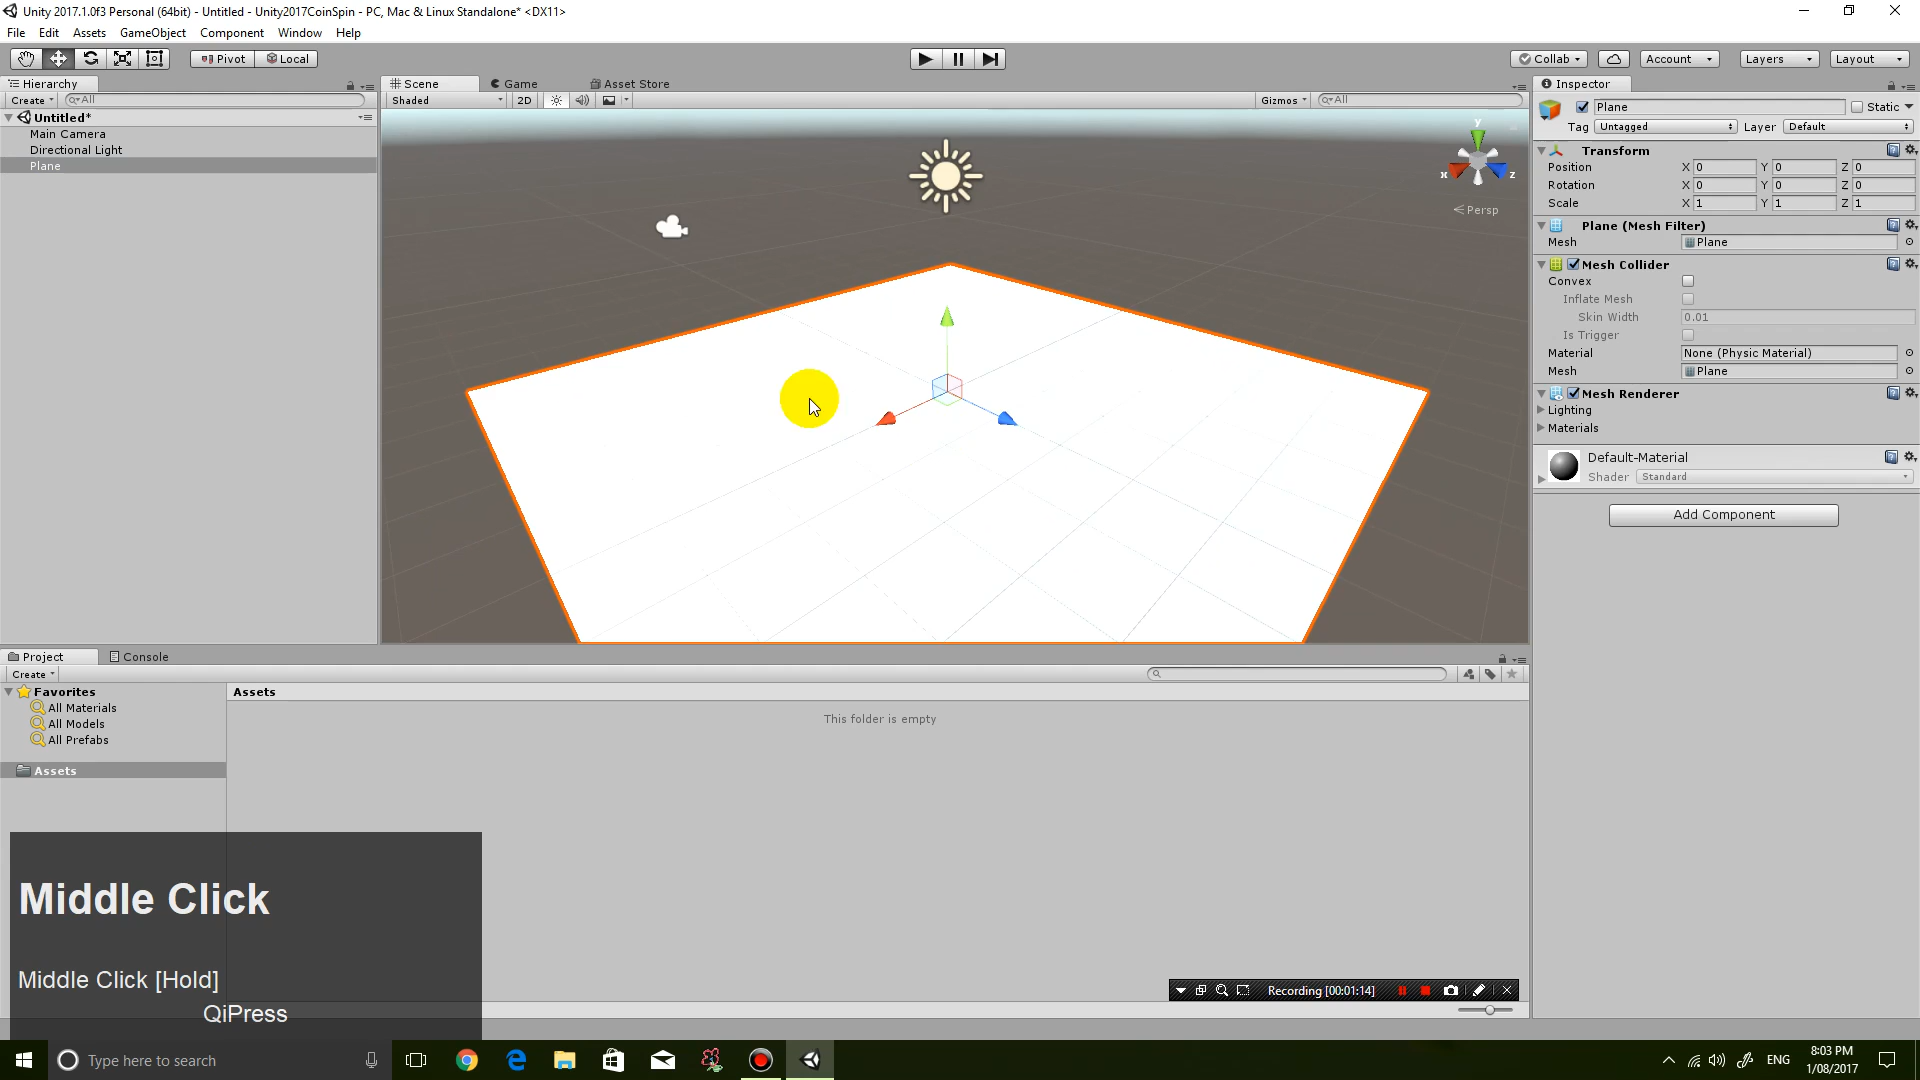 Unity 2017.1.0f3 Personal (64bit) - Untitled - Unity2017CoinSpin - PC, Mac & Linux Standalone* <DX11>
File Edit Assets GameObject Component Window Help
Pivot Local Collab Account Layers Layout
Hierarchy
Create All
Untitled*
Main Camera
Directional Light
Plane
Scene Game Asset Store
Shaded 2D Gizmos All
y
x z
Persp
Inspector
Plane Static
Tag Untagged Layer Default
Transform
Position X 0 Y 0 Z 0
Rotation X 0 Y 0 Z 0
Scale X 1 Y 1 Z 1
Plane (Mesh Filter)
Mesh Plane
Mesh Collider
Convex
Inflate Mesh
Skin Width 0.01
Is Trigger
Material None (Physic Material)
Mesh Plane
Mesh Renderer
Lighting
Materials
Default-Material
Shader Standard
Add Component
Project Console
Create
Favorites
All Materials
All Models
All Prefabs
Assets
Assets
This folder is empty
Middle Click
Middle Click [Hold]
QiPress
Recording [00:01:14]
Type here to search
ENG
8:03 PM
1/08/2017